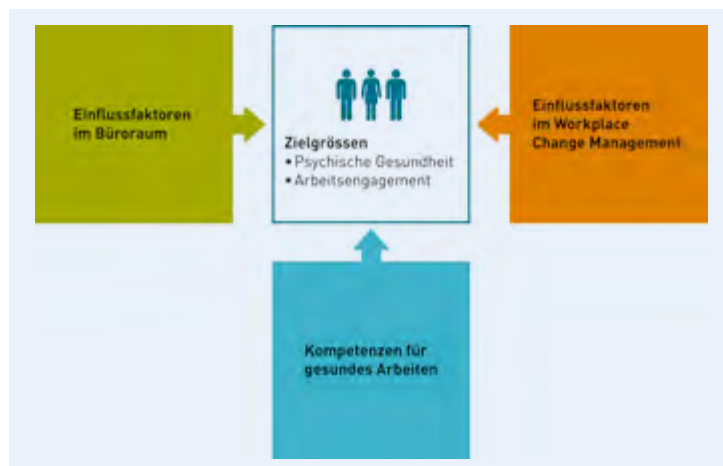 Einflussfaktoren
im Büroraum
Zielgrössen
• Psychische Gesundheit
• Arbeitsengagement
Einflussfaktoren
im Workplace
Change Management
Kompetenzen für
gesundes Arbeiten